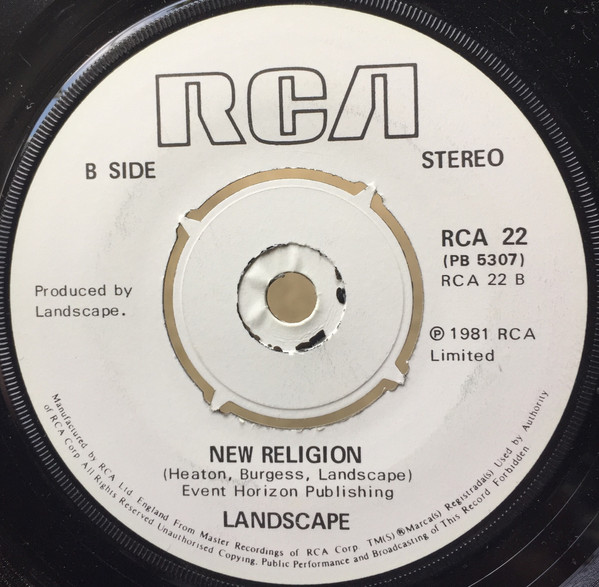 RCA
B SIDE
STEREO
RCA 22
(PB 5307)
RCA 22 B
Produced by
Landscape.
℗ 1981 RCA
Limited
NEW RELIGION
(Heaton, Burgess, Landscape)
Event Horizon Publishing
LANDSCAPE
Manufactured by RCA Ltd. England. From Master Recordings of RCA Corp. TM(S)®Marca(s) Registrada(s) Used by Authority
of RCA Corp. All Rights Reserved Unauthorised Copying, Public Performance and Broadcasting of This Record Forbidden